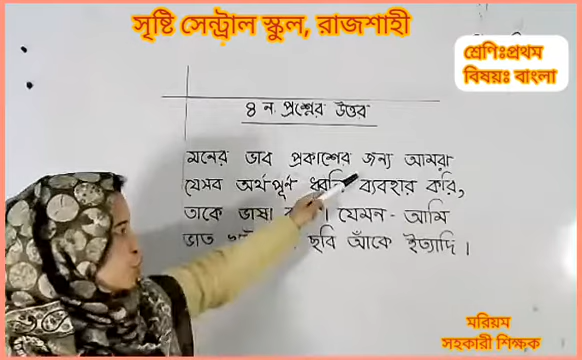 সৃষ্টি সেন্ট্রাল স্কুল, রাজশাহী
শ্রেণিঃপ্রথম
বিষয়ঃ বাংলা
৪ ন প্রশ্নের উত্তর
মনের ভাব প্রকাশের জন্য আমরা
যেসব অর্থপূর্ণ ধ্বনি ব্যবহার করি,
তাকে ভাষা । যেমন - আমি
ভাত ছবি আঁকে ইত্যাদি ।
মরিয়ম
সহকারী শিক্ষক